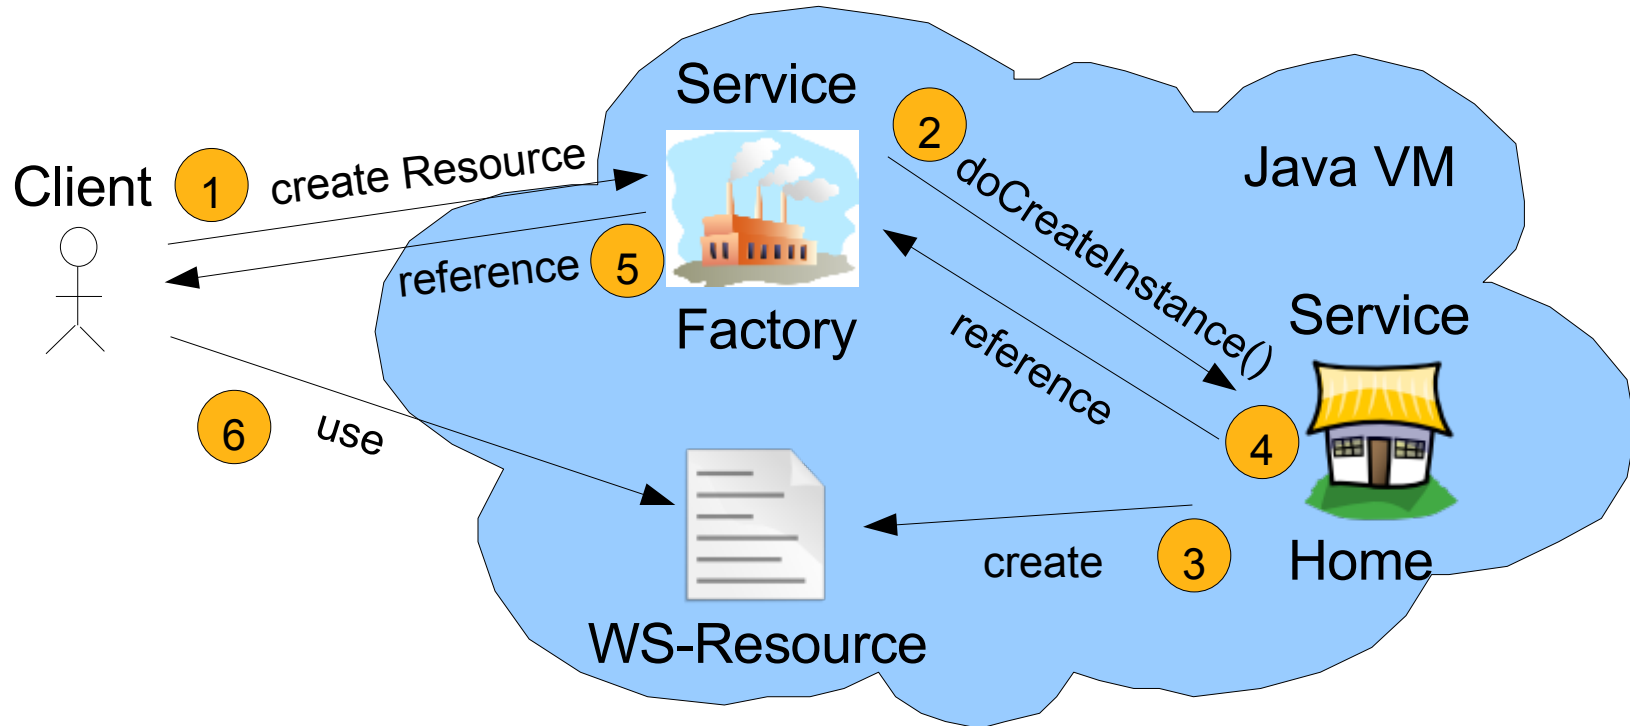 Service
2
Java VM
Client
1
create Resource
doCreateInstance()
reference
5
Factory
reference
Service
6
use
4
create
3
Home
WS-Resource